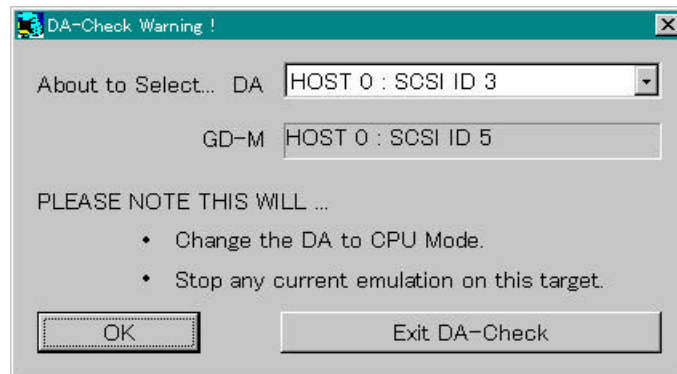 DA-Check Warning !
About to Select... DA HOST 0 : SCSI ID 3
GD-M HOST 0 : SCSI ID 5
PLEASE NOTE THIS WILL ...
• Change the DA to CPU Mode.
• Stop any current emulation on this target.
OK Exit DA-Check